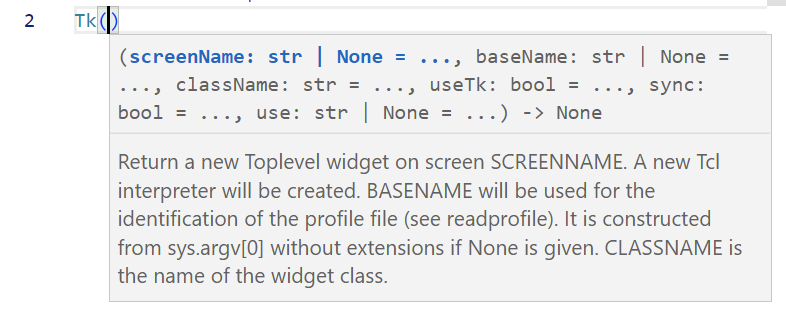 2 Tk()
(screenName: str | None = ..., baseName: str | None =
..., className: str = ..., useTk: bool = ..., sync:
bool = ..., use: str | None = ...) -> None
Return a new Toplevel widget on screen SCREENNAME. A new Tcl
interpreter will be created. BASENAME will be used for the
identification of the profile file (see readprofile). It is constructed
from sys.argv[0] without extensions if None is given. CLASSNAME is
the name of the widget class.